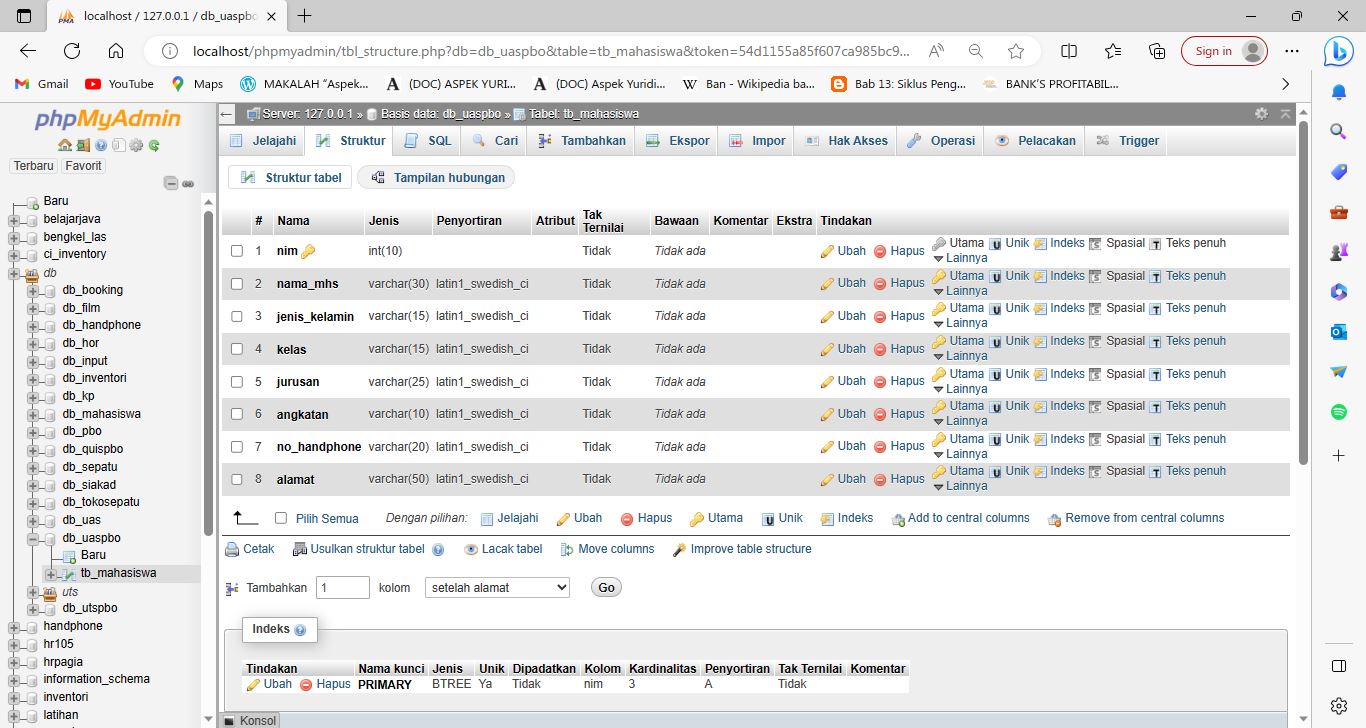 localhost / 127.0.0.1 / db_uaspbo
localhost/phpmyadmin/tbl_structure.php?db=db_uaspbo&table=tb_mahasiswa&token=54d1155a85f607ca985bc9...
Sign in
Gmail YouTube Maps MAKALAH "Aspek... (DOC) ASPEK YURI... (DOC) Aspek Yuridi... Ban - Wikipedia ba... Bab 13: Siklus Peng... BANK'S PROFITABIL...
phpMyAdmin
Terbaru Favorit
Baru
belajarjava
bengkel_las
ci_inventory
db
db_booking
db_film
db_handphone
db_hor
db_input
db_inventori
db_kp
db_mahasiswa
db_pbo
db_quispbo
db_sepatu
db_siakad
db_tokosepatu
db_uas
db_uaspbo
Baru
tb_mahasiswa
uts
db_utspbo
handphone
hr105
hrpagia
information_schema
inventori
latihan
Server: 127.0.0.1 » Basis data: db_uaspbo » Tabel: tb_mahasiswa
Jelajahi Struktur SQL Cari Tambahkan Ekspor Impor Hak Akses Operasi Pelacakan Trigger
Struktur tabel Tampilan hubungan
# Nama Jenis Penyortiran Atribut Tak Ternilai Bawaan Komentar Ekstra Tindakan
1 nim int(10) Tidak Tidak ada Ubah Hapus Utama Unik Indeks Spasial Teks penuh
Lainnya
2 nama_mhs varchar(30) latin1_swedish_ci Tidak Tidak ada Ubah Hapus Utama Unik Indeks Spasial Teks penuh
Lainnya
3 jenis_kelamin varchar(15) latin1_swedish_ci Tidak Tidak ada Ubah Hapus Utama Unik Indeks Spasial Teks penuh
Lainnya
4 kelas varchar(15) latin1_swedish_ci Tidak Tidak ada Ubah Hapus Utama Unik Indeks Spasial Teks penuh
Lainnya
5 jurusan varchar(25) latin1_swedish_ci Tidak Tidak ada Ubah Hapus Utama Unik Indeks Spasial Teks penuh
Lainnya
6 angkatan varchar(10) latin1_swedish_ci Tidak Tidak ada Ubah Hapus Utama Unik Indeks Spasial Teks penuh
Lainnya
7 no_handphone varchar(20) latin1_swedish_ci Tidak Tidak ada Ubah Hapus Utama Unik Indeks Spasial Teks penuh
Lainnya
8 alamat varchar(50) latin1_swedish_ci Tidak Tidak ada Ubah Hapus Utama Unik Indeks Spasial Teks penuh
Lainnya
Pilih Semua Dengan pilihan: Jelajahi Ubah Hapus Utama Unik Indeks Add to central columns Remove from central columns
Cetak Usulkan struktur tabel Lacak tabel Move columns Improve table structure
Tambahkan 1 kolom setelah alamat Go
Indeks
Tindakan Nama kunci Jenis Unik Dipadatkan Kolom Kardinalitas Penyortiran Tak Ternilai Komentar
Ubah Hapus PRIMARY BTREE Ya Tidak nim 3 A Tidak
Konsol